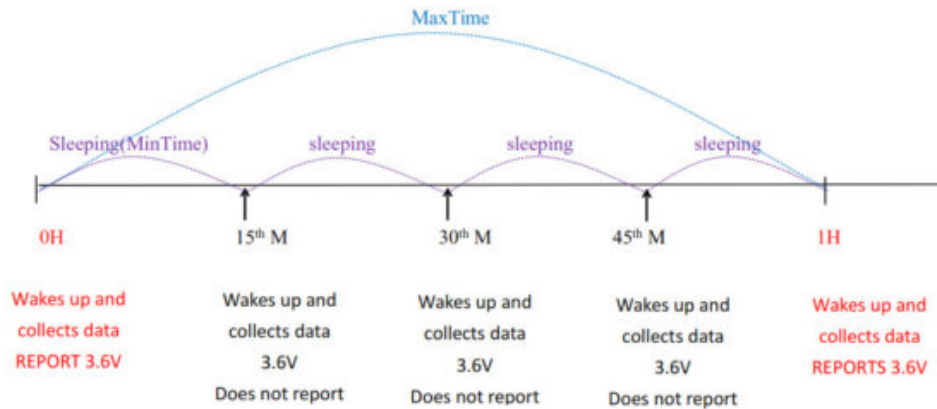 MaxTime
Sleeping(MinTime) sleeping sleeping sleeping
0H 15th M 30th M 45th M 1H
Wakes up and
collects data
REPORT 3.6V
Wakes up and
collects data
3.6V
Does not report
Wakes up and
collects data
3.6V
Does not report
Wakes up and
collects data
3.6V
Does not report
Wakes up and
collects data
REPORTS 3.6V